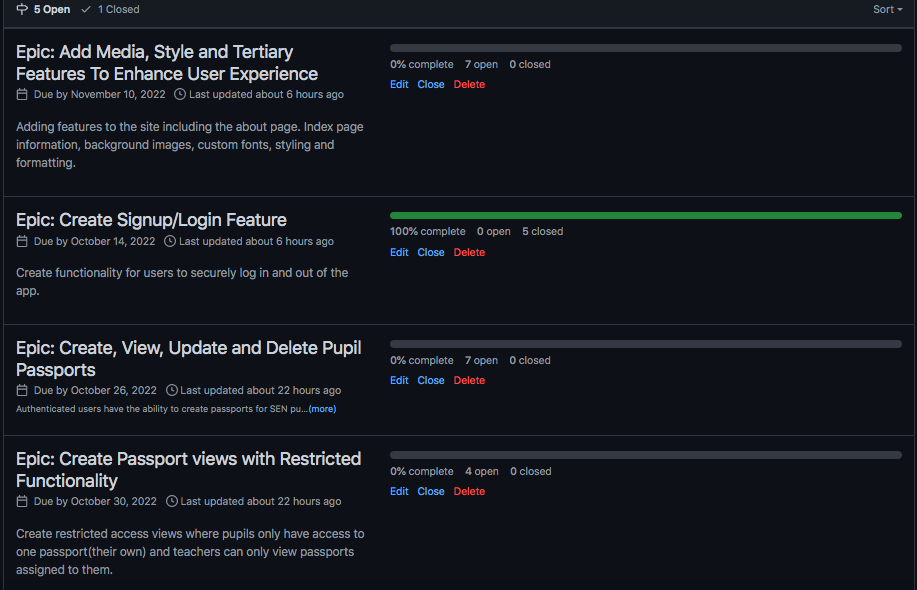 5 Open 1 Closed Sort
Epic: Add Media, Style and Tertiary
Features To Enhance User Experience
Due by November 10, 2022 Last updated about 6 hours ago
Adding features to the site including the about page. Index page
information, background images, custom fonts, styling and
formatting.
0% complete 7 open 0 closed
Edit Close Delete
Epic: Create Signup/Login Feature
Due by October 14, 2022 Last updated about 6 hours ago
Create functionality for users to securely log in and out of the
app.
100% complete 0 open 5 closed
Edit Close Delete
Epic: Create, View, Update and Delete Pupil
Passports
Due by October 26, 2022 Last updated about 22 hours ago
Authenticated users have the ability to create passports for SEN pu...(more)
0% complete 7 open 0 closed
Edit Close Delete
Epic: Create Passport views with Restricted
Functionality
Due by October 30, 2022 Last updated about 22 hours ago
Create restricted access views where pupils only have access to
one passport(their own) and teachers can only view passports
assigned to them.
0% complete 4 open 0 closed
Edit Close Delete